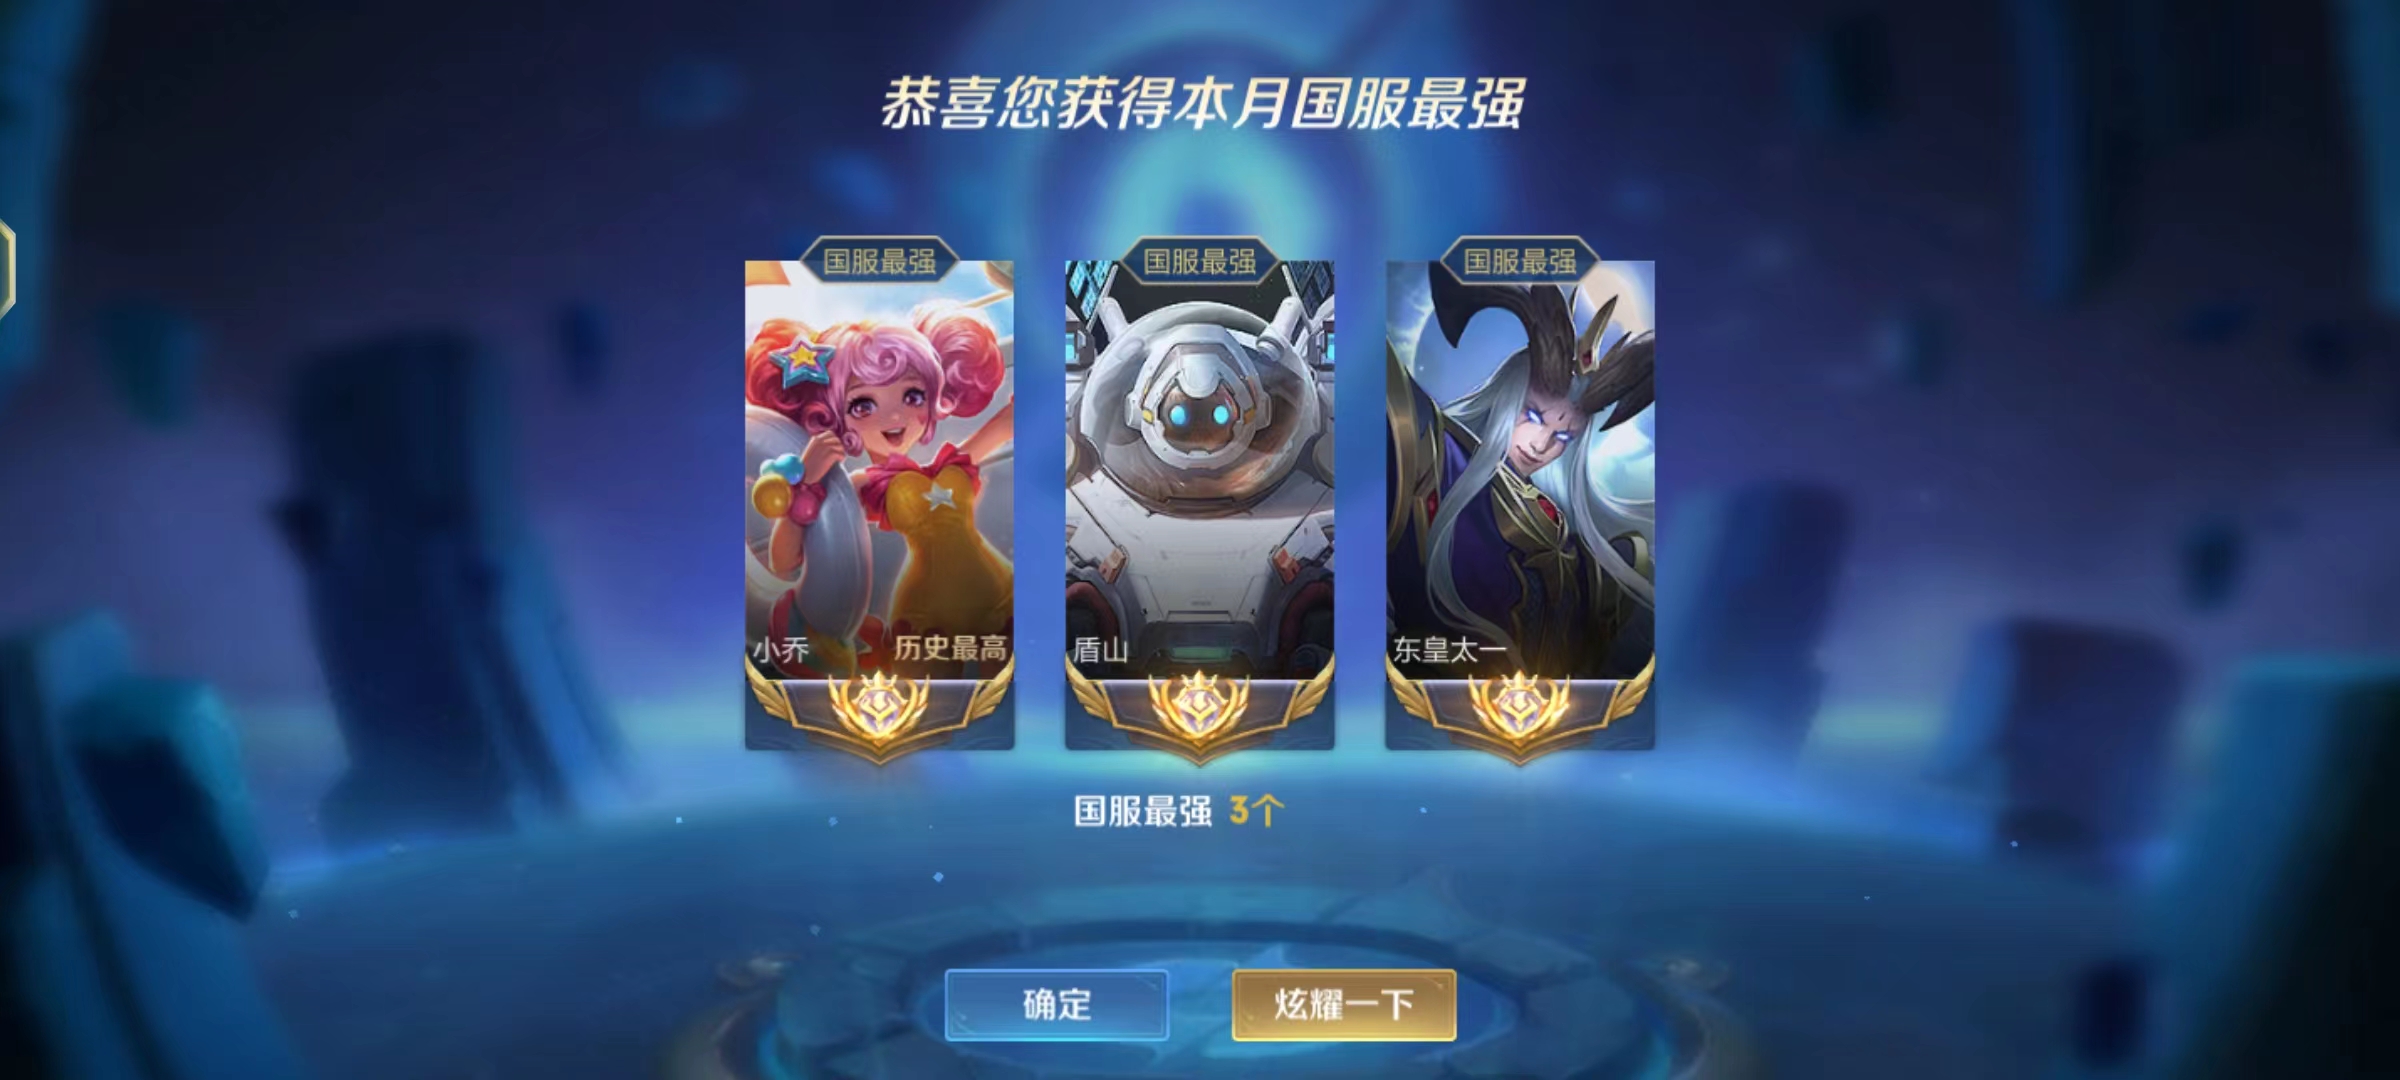 恭喜您获得本月国服最强
国服最强
国服最强
国服最强
小乔
历史最高
盾山
东皇太一
国服最强 3个
确定
炫耀一下